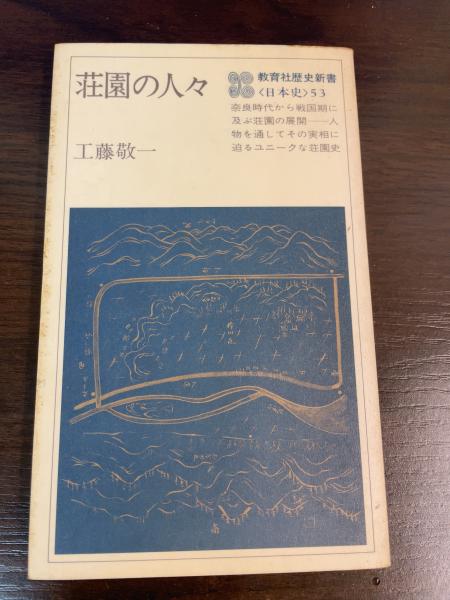 荘園の人々
工藤敬一
教育社歴史新書
〈日本史〉53
奈良時代から戦国期に
及ぶ荘園の展開――人
物を通してその実相に
迫るユニークな荘園史
南